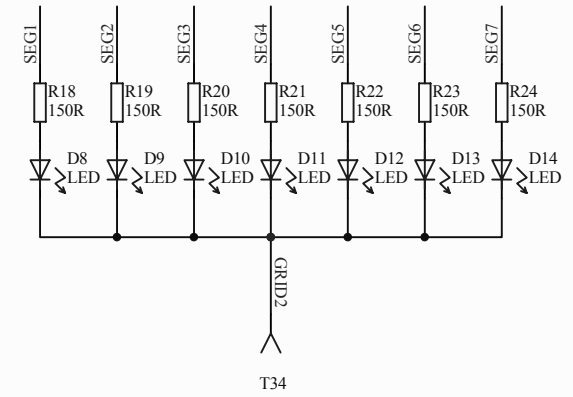 SEG1
SEG2
SEG3
SEG4
SEG5
SEG6
SEG7
R18
150R
R19
150R
R20
150R
R21
150R
R22
150R
R23
150R
R24
150R
D8
LED
D9
LED
D10
LED
D11
LED
D12
LED
D13
LED
D14
LED
GRID2
T34